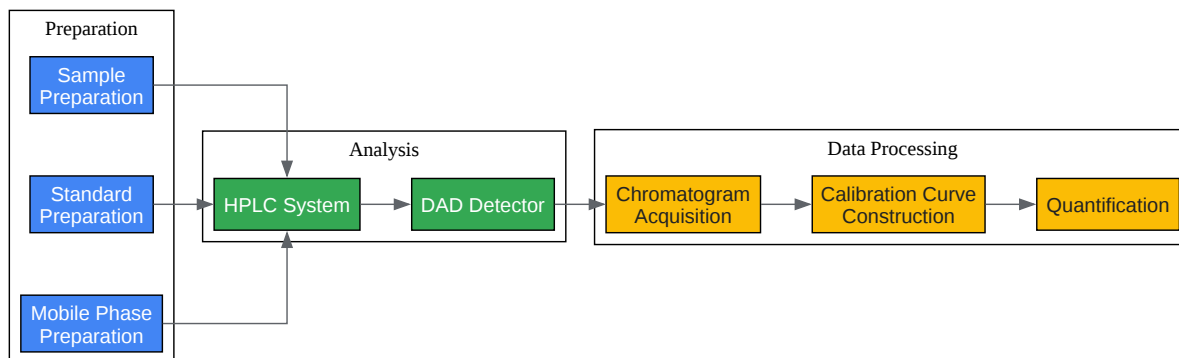 Preparation
Sample
Preparation
Standard
Preparation
Mobile Phase
Preparation
Analysis
HPLC System
DAD Detector
Data Processing
Chromatogram
Acquisition
Calibration Curve
Construction
Quantification